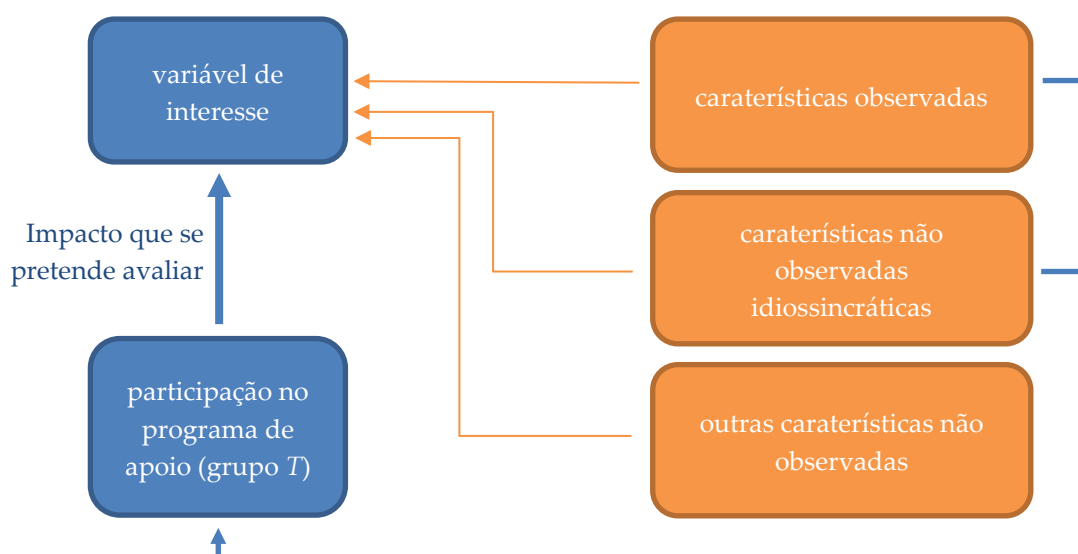 variável de
interesse
caraterísticas observadas
Impacto que se
pretende avaliar
caraterísticas não
observadas
idiossincráticas
participação no
programa de
apoio (grupo T)
outras caraterísticas não
observadas